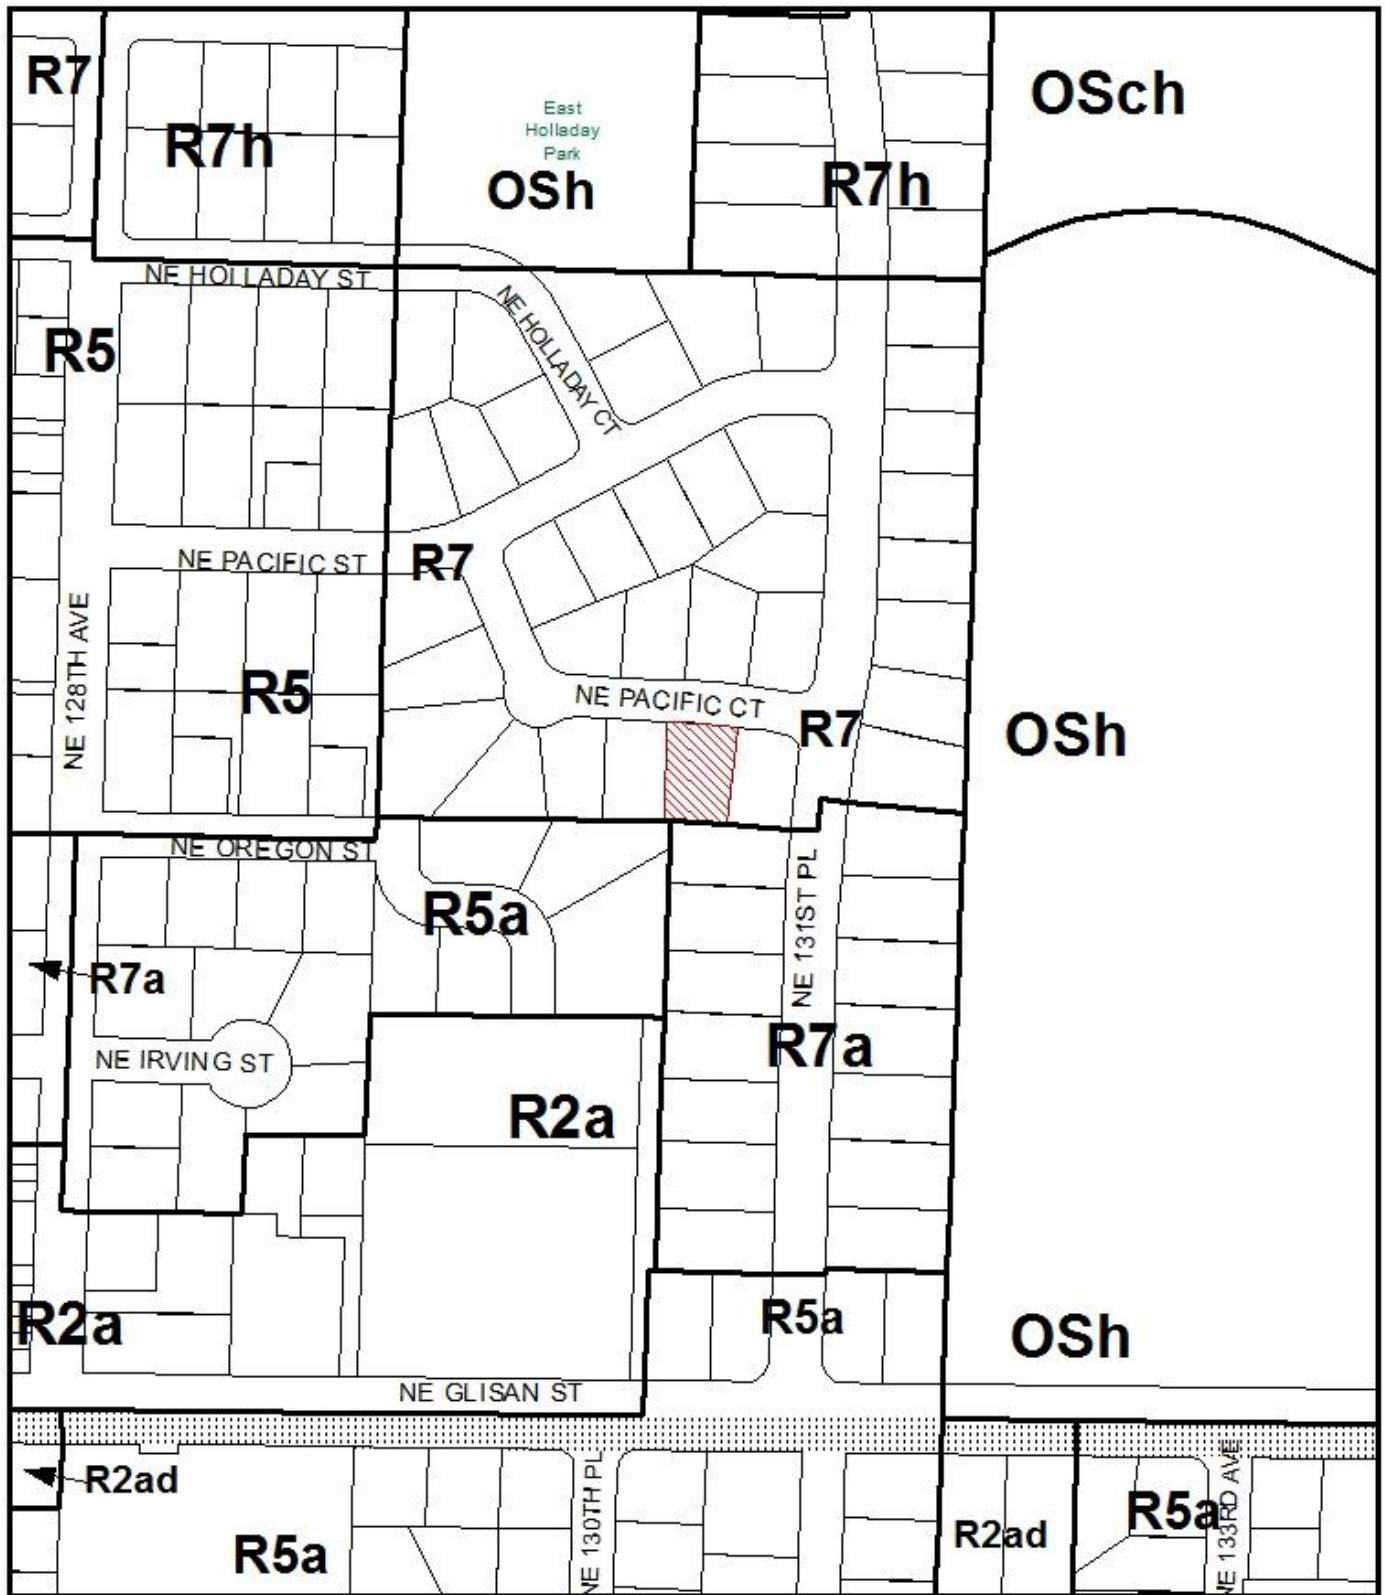 R7
R7h
East
Holladay
Park
OSh
R7h
OSch
NE HOLLADAY ST
NE HOLLADAY CT
R5
NE PACIFIC ST
R7
NE 128TH AVE
R5
NE PACIFIC CT
R7
OSh
NE OREGON ST
R5a
NE 131ST PL
R7a
R7a
NE IRVING ST
R2a
R2a
R5a
OSh
NE GLISAN ST
R2ad
R5a
NE 130TH PL
R2ad
R5a
NE 133RD AVE